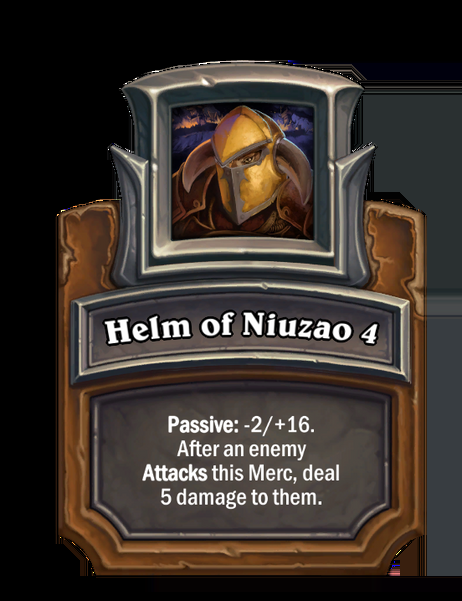 Helm of Niuzao 4
Passive: -2/+16.
After an enemy
Attacks this Merc, deal
5 damage to them.